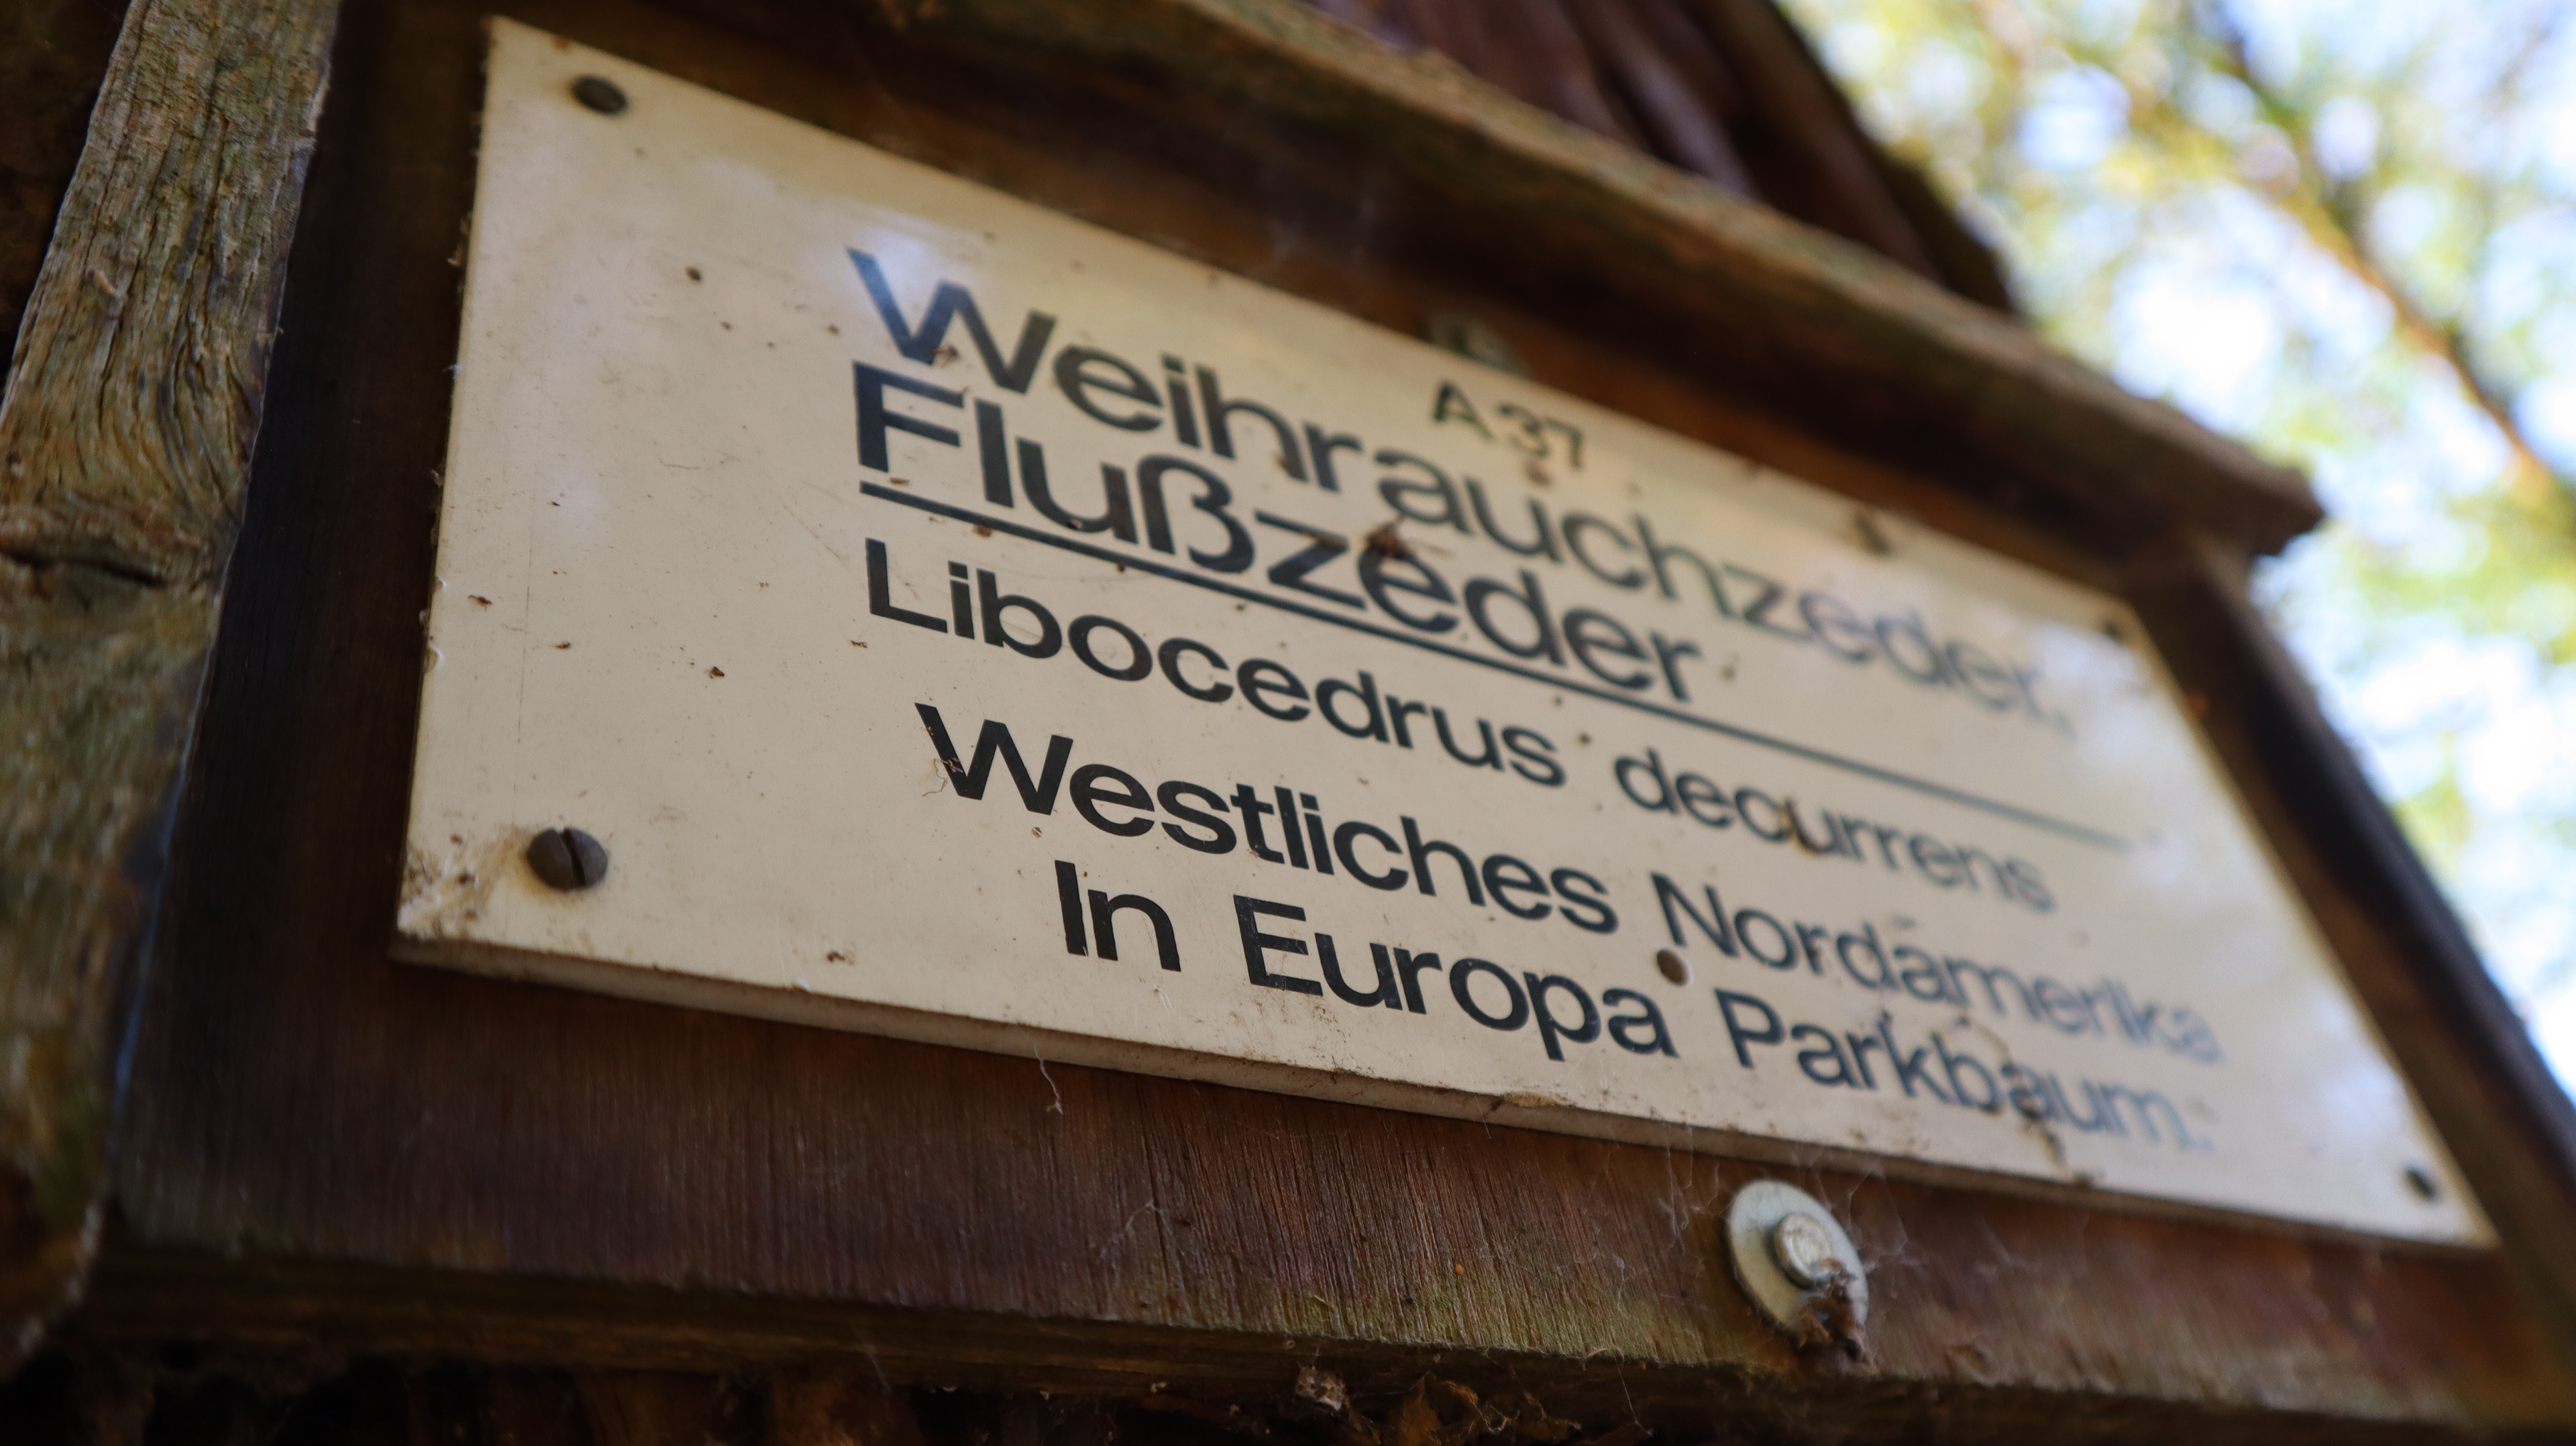 A 37
Weihrauchzeder,
Flußzeder
Libocedrus decurrens
Westliches Nordamerika
In Europa Parkbaum.